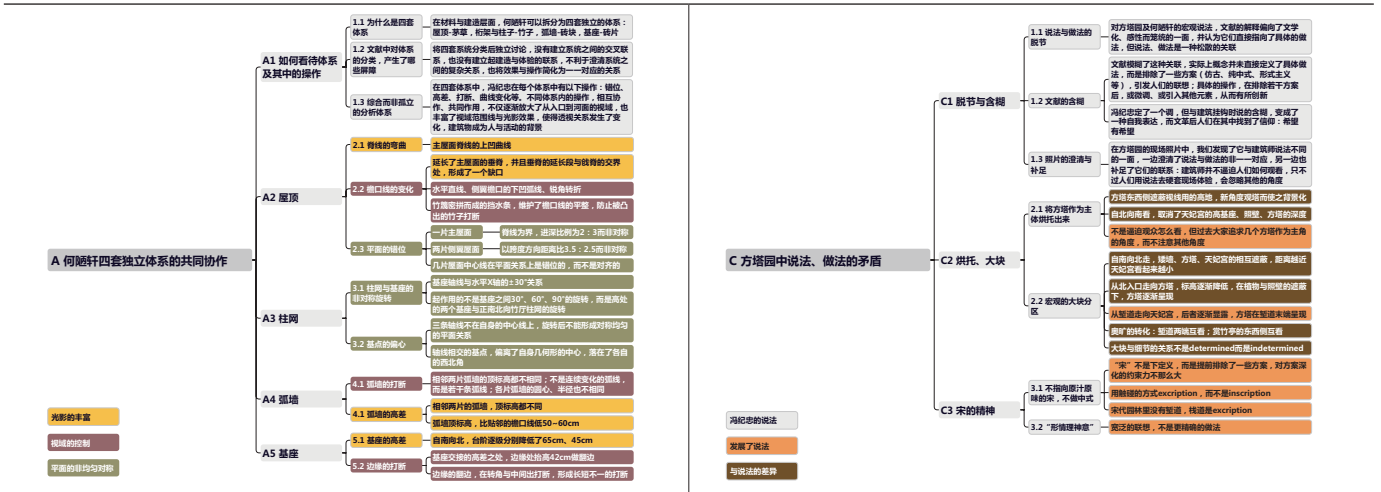 A 何陋轩四套独立体系的共同协作
A1 如何看待体系
及其中的操作
1.1 为什么是四套
体系
在材料与建造层面，何陋轩可以拆分为四套独立的体系：
屋顶-茅草，桁架与柱子-竹子，弧墙-砖块，基座-砖片
1.2 文献中对体系
的分类，产生了哪
些屏障
将四套系统分类后独立讨论，没有建立系统之间的交叉联
系，也没有建立起建造与体验的联系，不利于澄清系统之
间的复杂关系，也将效果与操作简化为一一对应的关系
1.3 综合而非孤立
的分析体系
在四套体系中，冯纪忠在每个体系中有以下操作：错位、
高差、打断、曲线变化等。不同体系内的操作，相互协
作、共同作用，不仅逐渐放大了从入口到河面的视域，也
丰富了视域范围线与光影效果，使得透视关系发生了变
化，建筑物成为人与活动的背景
A2 屋顶
2.1 脊线的弯曲
主屋面脊线的上凹曲线
2.2 檐口线的变化
延长了主屋面的垂脊，并且垂脊的延长段与戗脊的交界
处，形成了一个缺口
水平直线、侧翼檐口的下凹弧线、锐角转折
竹篾密拼而成的挡水条，维护了檐口线的平整，防止被凸
出的竹子打断
2.3 平面的错位
一片主屋面
脊线为界，进深比例为2：3而非对称
两片侧翼屋面
以跨度方向距离比3.5：2.5而非对称
几片屋面中心线在平面关系上是错位的，而不是对齐的
A3 柱网
3.1 柱网与基座的
非对称旋转
基座轴线与水平X轴的±30°关系
起作用的不是基座之间30°、60°、90°的旋转，而是高处
的两个基座与正南北向竹厅柱网的旋转
3.2 基点的偏心
三条轴线不在自身的中心线上，旋转后不能形成对称均匀
的平面关系
轴线相交的基点，偏离了自身几何形的中心，落在了各自
的西北角
A4 弧墙
4.1 弧墙的打断
相邻两片弧墙的顶标高都不相同；不是连续变化的弧线，
而是若干条弧线；各片弧墙的圆心、半径也不相同
4.1 弧墙的高差
相邻两片的弧墙，顶标高都不同
弧墙顶标高，比贴邻的檐口线低50~60cm
A5 基座
5.1 基座的高差
自南向北，台阶逐级分别降低了65cm、45cm
5.2 边缘的打断
基座交接的高差之处，边缘处抬高42cm做翻边
边缘的翻边，在转角与中间出打断，形成长短不一的打断
光影的丰富
视域的控制
平面的非均匀对称
C 方塔园中说法、做法的矛盾
C1 脱节与含糊
1.1 说法与做法的
脱节
对方塔园及何陋轩的宏观说法，文献的解释偏向了文学
化、感性而笼统的一面，并认为它们直接指向了具体的做
法，但说法、做法是一种松散的关联
1.2 文献的含糊
文献模糊了这种关联，实际上概念并未直接定义了具体做
法，而是排除了一些方案（仿古、纯中式、形式主义
等），引发人们的联想；具体的操作，在排除若干方案
后，或微调、或引入其他元素，从而有所创新
冯纪忠定了一个调，但与建筑挂钩时说的含糊，变成了
一种自我表达，而文革后人们在其中找到了信仰：希望
有希望
1.3 照片的澄清与
补足
在方塔园的现场照片中，我们发现了它与建筑师说法不同
的一面，一边澄清了说法与做法的非一一对应，另一边也
补足了它们的联系：建筑师并不逼迫人们如何观看，只不
过人们用说法去硬套现场体验，会忽略其他的角度
C2 烘托、大块
2.1 将方塔作为主
体烘托出来
方塔东西侧遮蔽视线用的高地，新角度观塔而使之背景化
自北向南看，取消了天妃宫的高基座、照壁、方塔的深度
不是逼迫观众怎么看，但过去大家追求几个方塔作为主角
的角度，而不注意其他角度
2.2 宏观的大块分
区
自南向北走，矮墙、方塔、天妃宫的相互遮蔽，距离越近
天妃宫看起来越小
从北入口走向方塔，标高逐渐降低，在植物与照壁的遮蔽
下，方塔逐渐呈现
从堑道走向天妃宫，后者逐渐显露，方塔在堑道末端呈现
奥旷的转化：堑道两端互看；赏竹亭的东西侧互看
大块与细节的关系不是determined而是indetermined
C3 宋的精神
3.1 不指向原汁原
味的宋，不做中式
“宋”不是下定义，而是提前排除了一些方案，对方案深
化的约束力不那么大
用触碰的方式excription，而不是inscription
宋代园林里没有堑道，栈道是excription
3.2 “形情理神意”
宽泛的联想，不是更精确的做法
冯纪忠的说法
发展了说法
与说法的差异